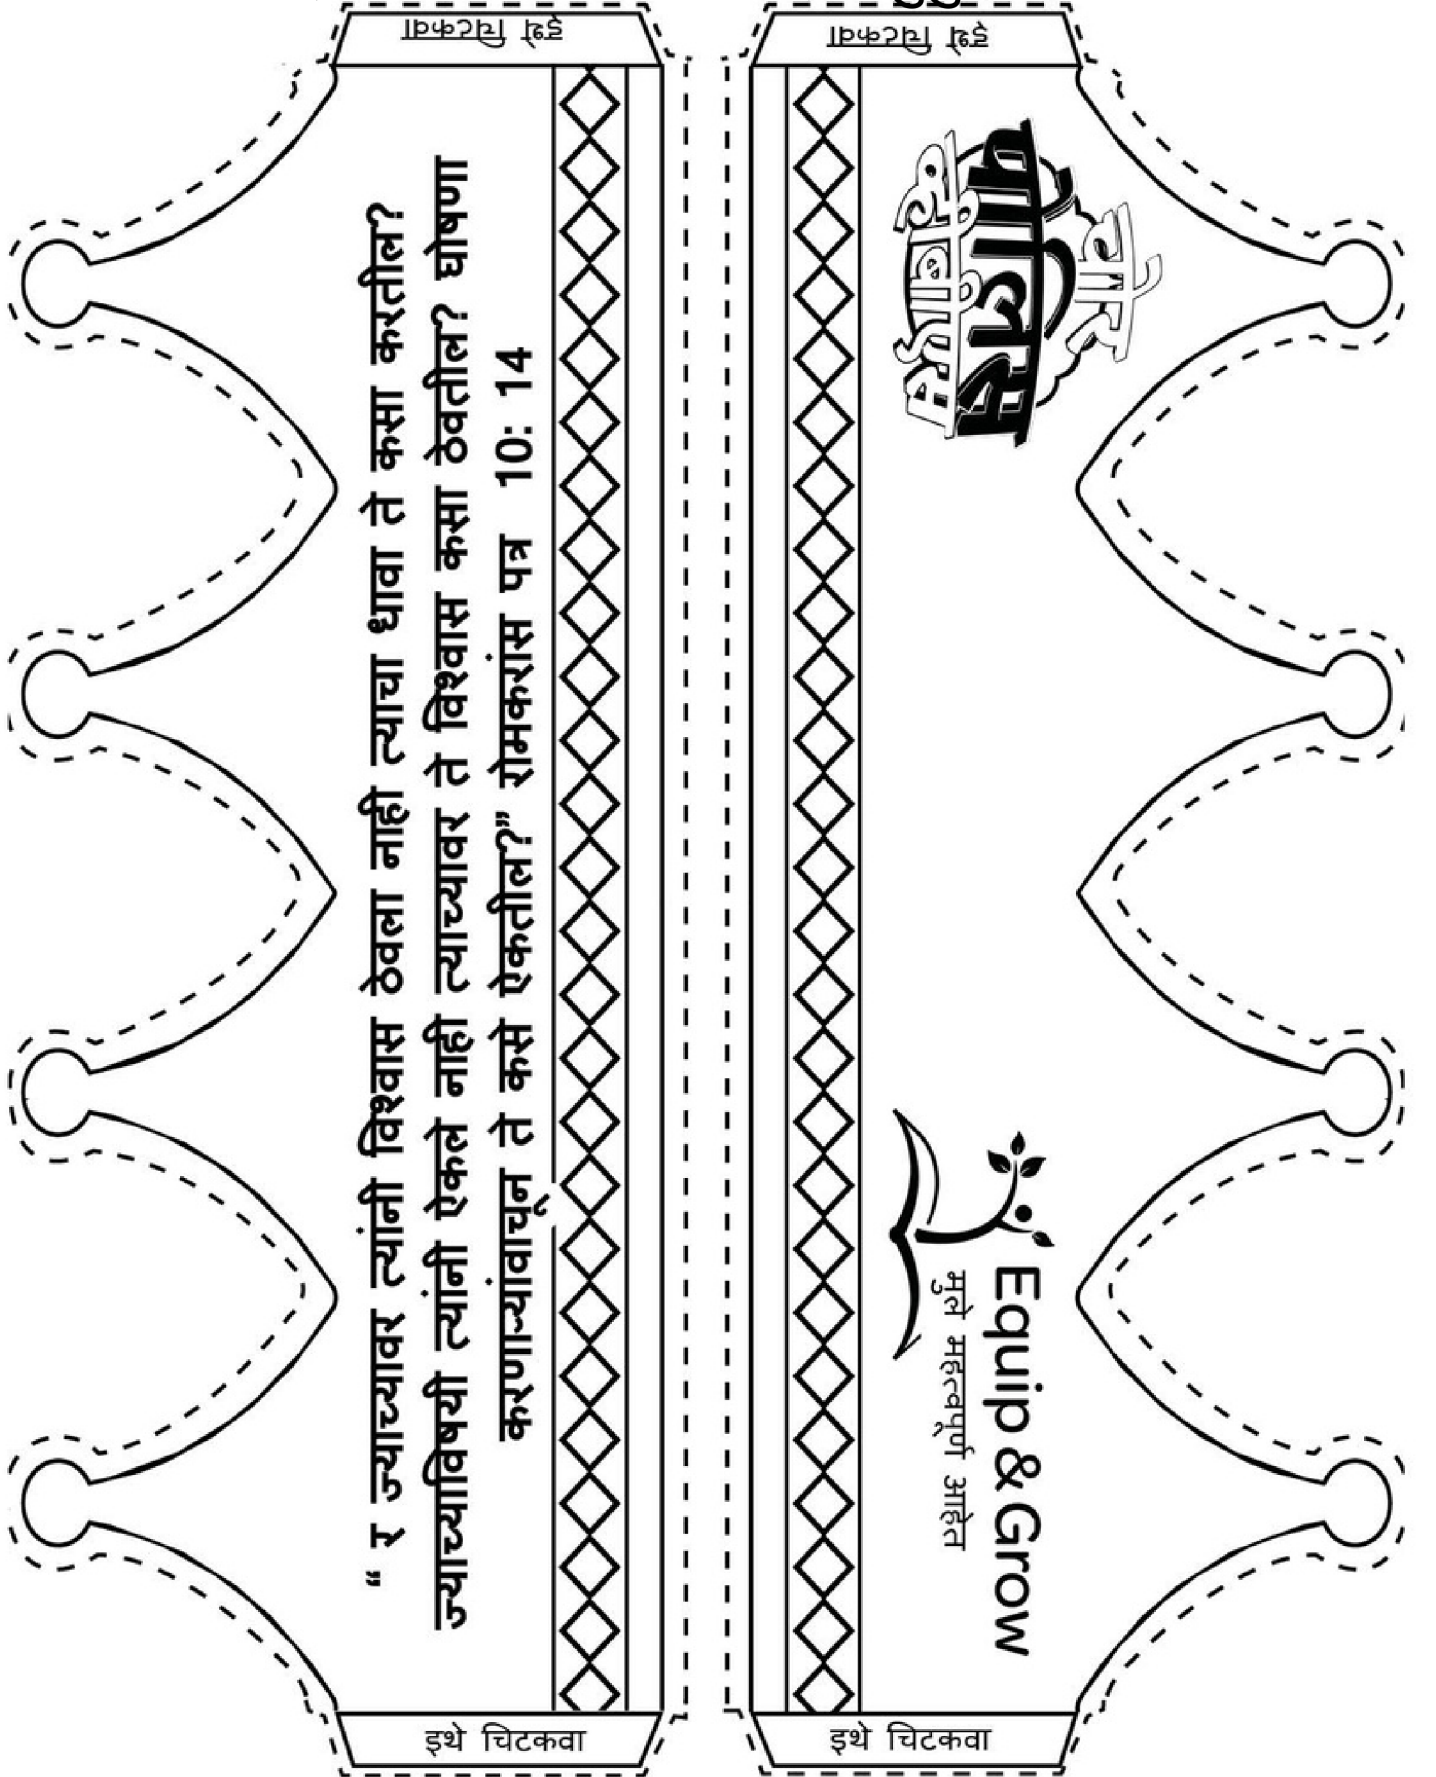 इथे चिटकवा
इथे चिटकवा
“ र ज्याच्यावर त्यांनी विश्वास ठेवला नाही त्याचा धावा ते कसा करतील?
ज्याच्याविषयी त्यांनी ऐकले नाही त्याच्यावर ते विश्वास कसा ठेवतील? घोषणा
करणाऱ्यांवाचून ते कसे ऐकतील?” रोमकरांस पत्र 10: 14
Equip & Grow
मुले महत्वपूर्ण आहेत
इथे चिटकवा
इथे चिटकवा